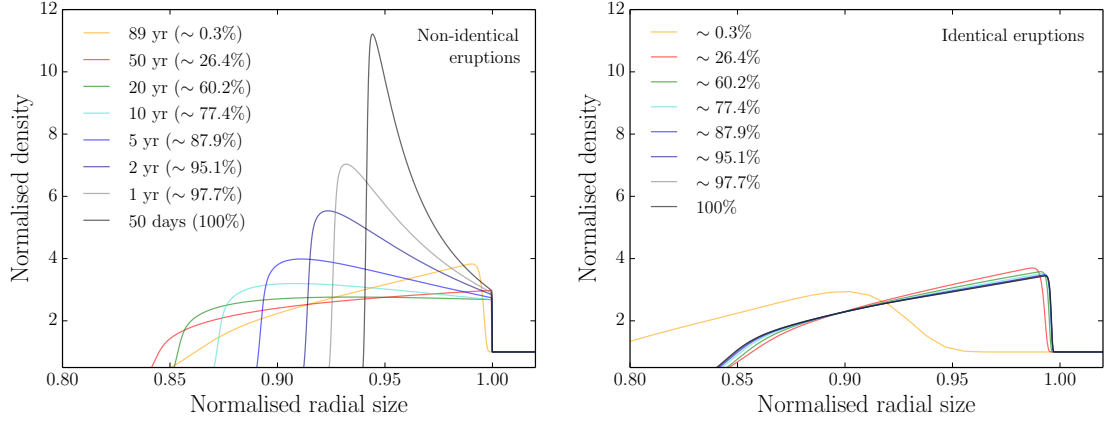 12
10
8
6
4
2
Normalised density
89 yr (∼ 0.3%)
50 yr (∼ 26.4%)
20 yr (∼ 60.2%)
10 yr (∼ 77.4%)
5 yr (∼ 87.9%)
2 yr (∼ 95.1%)
1 yr (∼ 97.7%)
50 days (100%)
Non-identical
eruptions
0.80 0.85 0.90 0.95 1.00
Normalised radial size
12
10
8
6
4
2
Normalised density
∼ 0.3%
∼ 26.4%
∼ 60.2%
∼ 77.4%
∼ 87.9%
∼ 95.1%
∼ 97.7%
100%
Identical eruptions
0.80 0.85 0.90 0.95 1.00
Normalised radial size